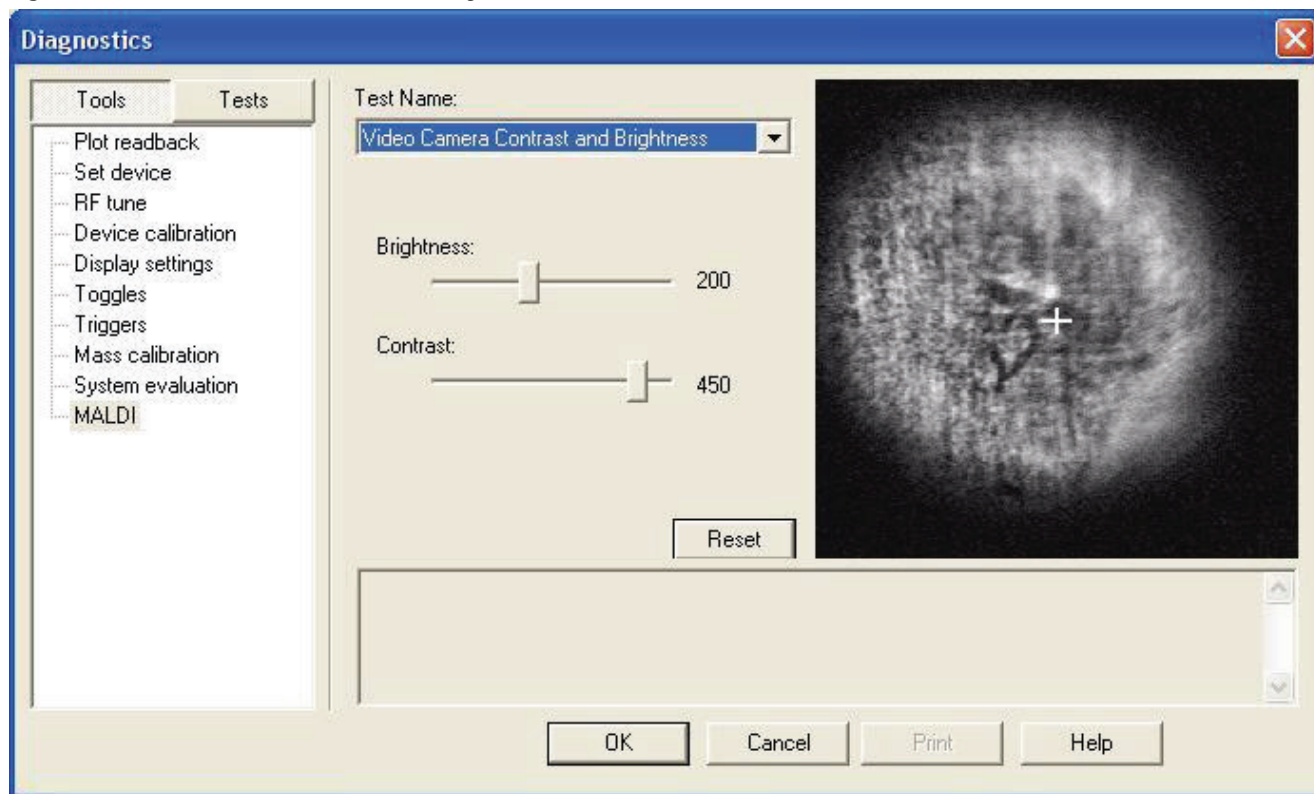 Diagnostics
Tools Tests
Plot readback
Set device
RF tune
Device calibration
Display settings
Toggles
Triggers
Mass calibration
System evaluation
MALDI
Test Name:
Video Camera Contrast and Brightness
Brightness:
200
Contrast:
450
Reset
OK Cancel Print Help